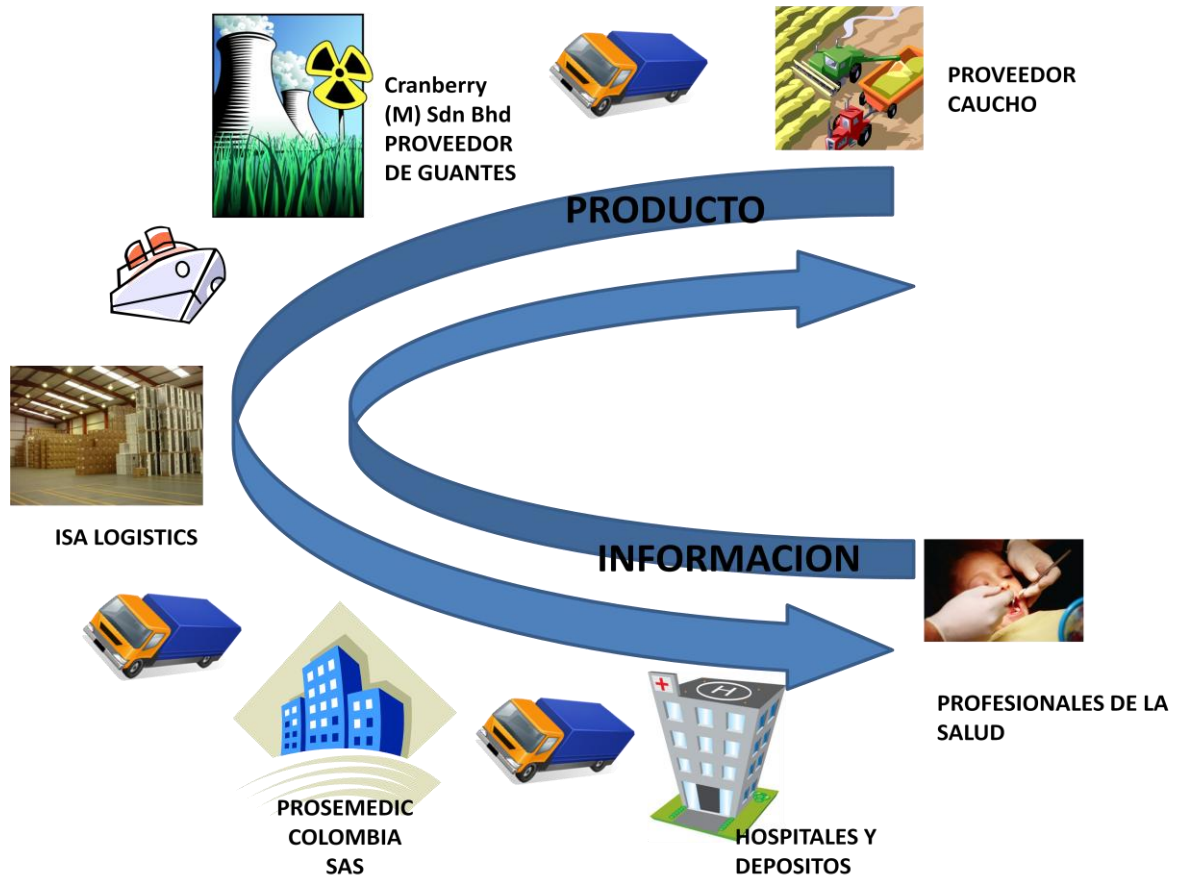 Cranberry
(M) Sdn Bhd
PROVEEDOR
DE GUANTES
PROVEEDOR
CAUCHO
PRODUCTO
ISA LOGISTICS
INFORMACION
PROFESIONALES DE LA
SALUD
PROSEMEDIC
COLOMBIA
SAS
H
HOSPITALES Y
DEPOSITOS